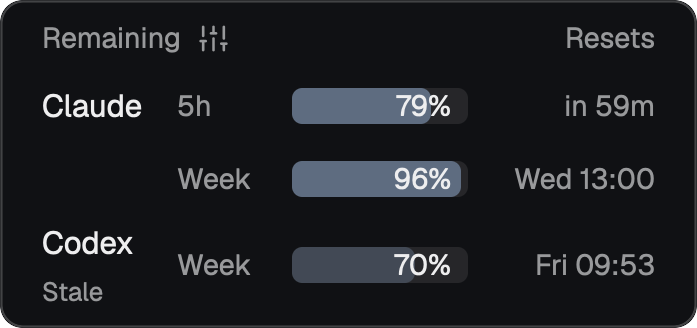 Remaining Resets
Claude 5h 79% in 59m
Week 96% Wed 13:00
Codex
Week 70% Fri 09:53
Stale